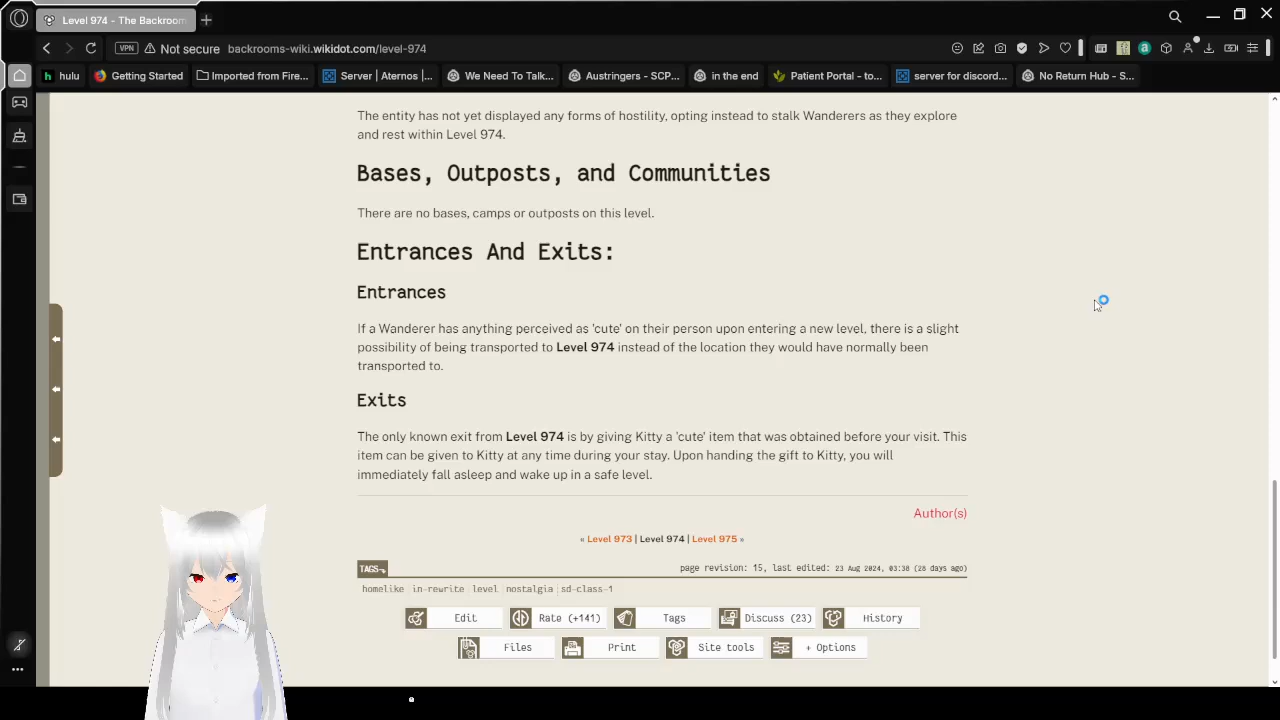 Level 974 - The Backroom
VPN Not secure backrooms-wiki.wikidot.com/level-974
hulu Getting Started Imported from Fire... Server | Aternos |... We Need To Talk... Austringers - SCP... in the end Patient Portal - to... server for discord... No Return Hub - S...
The entity has not yet displayed any forms of hostility, opting instead to stalk Wanderers as they explore
and rest within Level 974.
Bases, Outposts, and Communities
There are no bases, camps or outposts on this level.
Entrances And Exits:
Entrances
If a Wanderer has anything perceived as 'cute' on their person upon entering a new level, there is a slight
possibility of being transported to Level 974 instead of the location they would have normally been
transported to.
Exits
The only known exit from Level 974 is by giving Kitty a 'cute' item that was obtained before your visit. This
item can be given to Kitty at any time during your stay. Upon handing the gift to Kitty, you will
immediately fall asleep and wake up in a safe level.
Author(s)
« Level 973 | Level 974 | Level 975 »
TAGS page revision: 15, last edited: 23 Aug 2024, 03:38 (28 days ago)
homelike in-rewrite level nostalgia sd-class-1
Edit Rate (+141) Tags Discuss (23) History
Files Print Site tools + Options